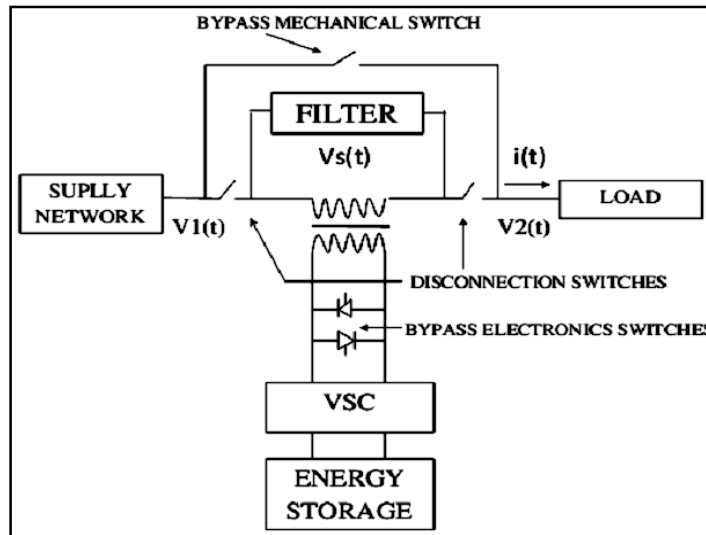 BYPASS MECHANICAL SWITCH
FILTER
Vs(t)
i(t)
SUPLLY
NETWORK
LOAD
V1(t)
V2(t)
DISCONNECTION SWITCHES
BYPASS ELECTRONICS SWITCHES
VSC
ENERGY
STORAGE